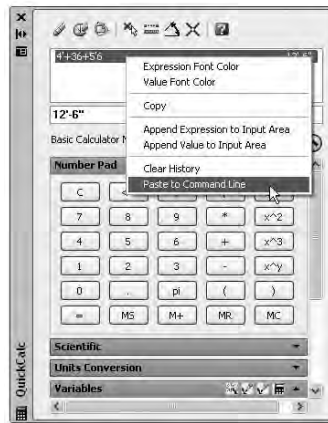 4'+36+5'6
12'-6"
Expression Font Color
Value Font Color
Copy
Append Expression to Input Area
Append Value to Input Area
Clear History
Paste to Command Line
12'-6"
Basic Calculator
Number Pad
C
7 8 9 * x^2
4 5 6 + x^3
1 2 3 - x^y
0 . pi ( )
= MS M+ MR MC
Scientific
Units Conversion
Variables
QuickCalc